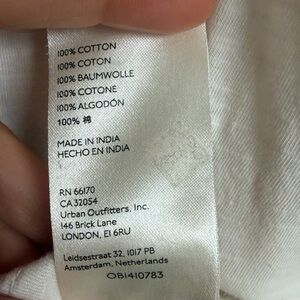 100% COTTON
100% COTON
100% BAUMWOLLE
100% COTONE
100% ALGODÓN
100% 棉
MADE IN INDIA
HECHO EN INDIA
RN 66170
CA 32054
Urban Outfitters, Inc.
146 Brick Lane
LONDON, E1 6RU
Leidsestraat 32, 1017 PB
Amsterdam, Netherlands
OB1410783